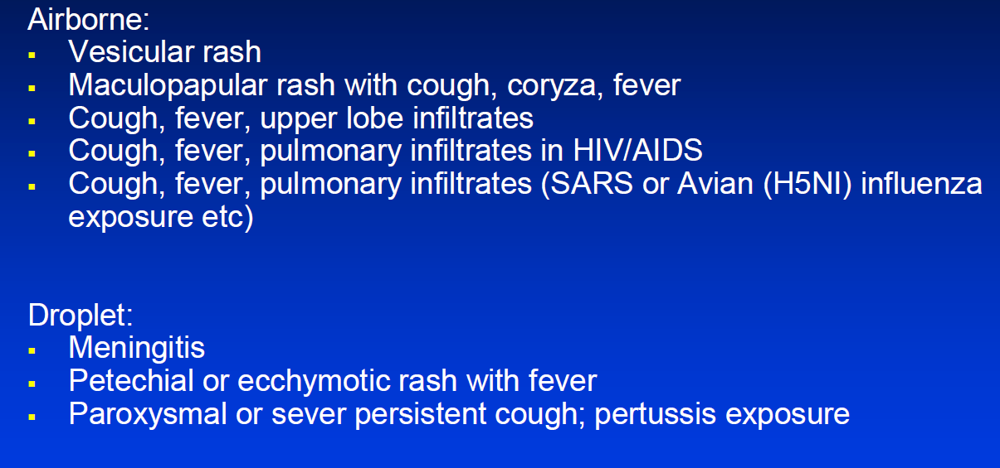 Airborne:
▪ Vesicular rash
▪ Maculopapular rash with cough, coryza, fever
▪ Cough, fever, upper lobe infiltrates
▪ Cough, fever, pulmonary infiltrates in HIV/AIDS
▪ Cough, fever, pulmonary infiltrates (SARS or Avian (H5NI) influenza
exposure etc)
Droplet:
▪ Meningitis
▪ Petechial or ecchymotic rash with fever
▪ Paroxysmal or sever persistent cough; pertussis exposure